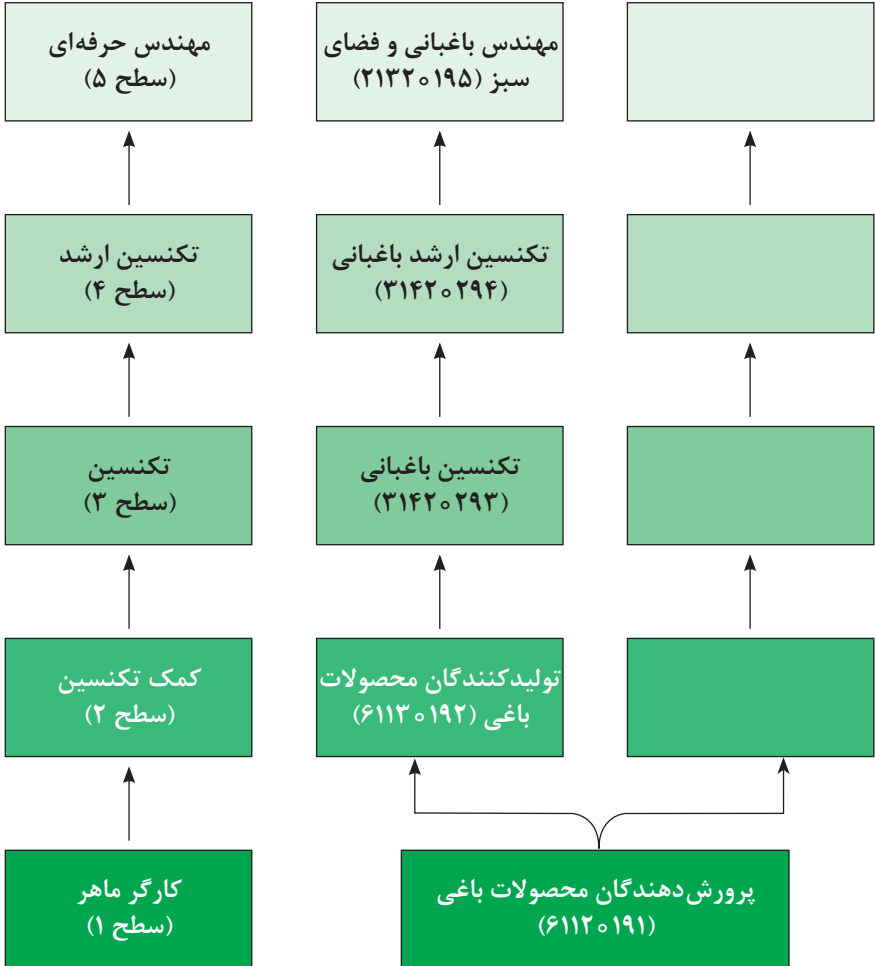 مهندس حرفه‌ای
(سطح ۵)
مهندس باغبانی و فضای
سبز (۲۱۳۲۰۱۹۵)
تکنسین ارشد
(سطح ۴)
تکنسین ارشد باغبانی
(۳۱۴۲۰۲۹۴)
تکنسین
(سطح ۳)
تکنسین باغبانی
(۳۱۴۲۰۲۹۳)
کمک تکنسین
(سطح ۲)
تولیدکنندگان محصولات
باغی (۶۱۱۳۰۱۹۲)
کارگر ماهر
(سطح ۱)
پرورش‌دهندگان محصولات باغی
(۶۱۱۲۰۱۹۱)